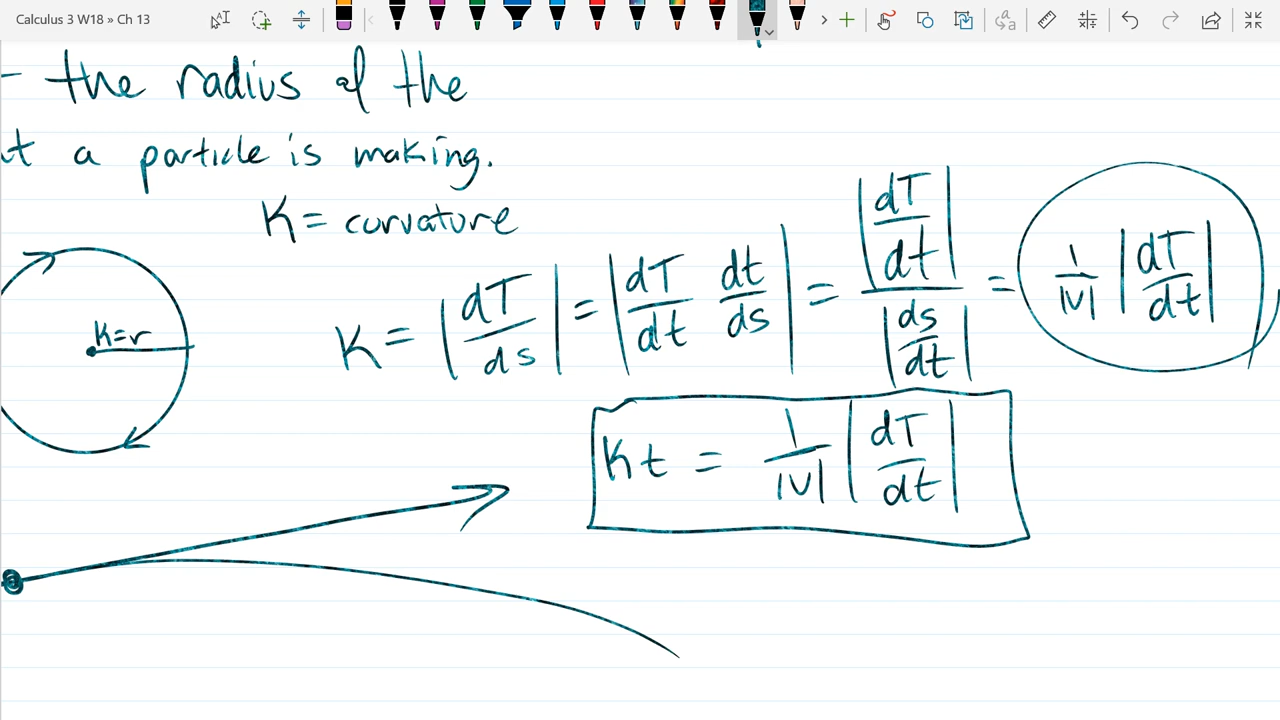 Calculus 3 W18 » Ch 13
- the radius of the
t a particle is making.
K = curvature
K = |dT/ds| = |dT/dt dt/ds| = |dT/dt| / |ds/dt| = 1/|v| |dT/dt|
K=r
Kt = 1/|v| |dT/dt|